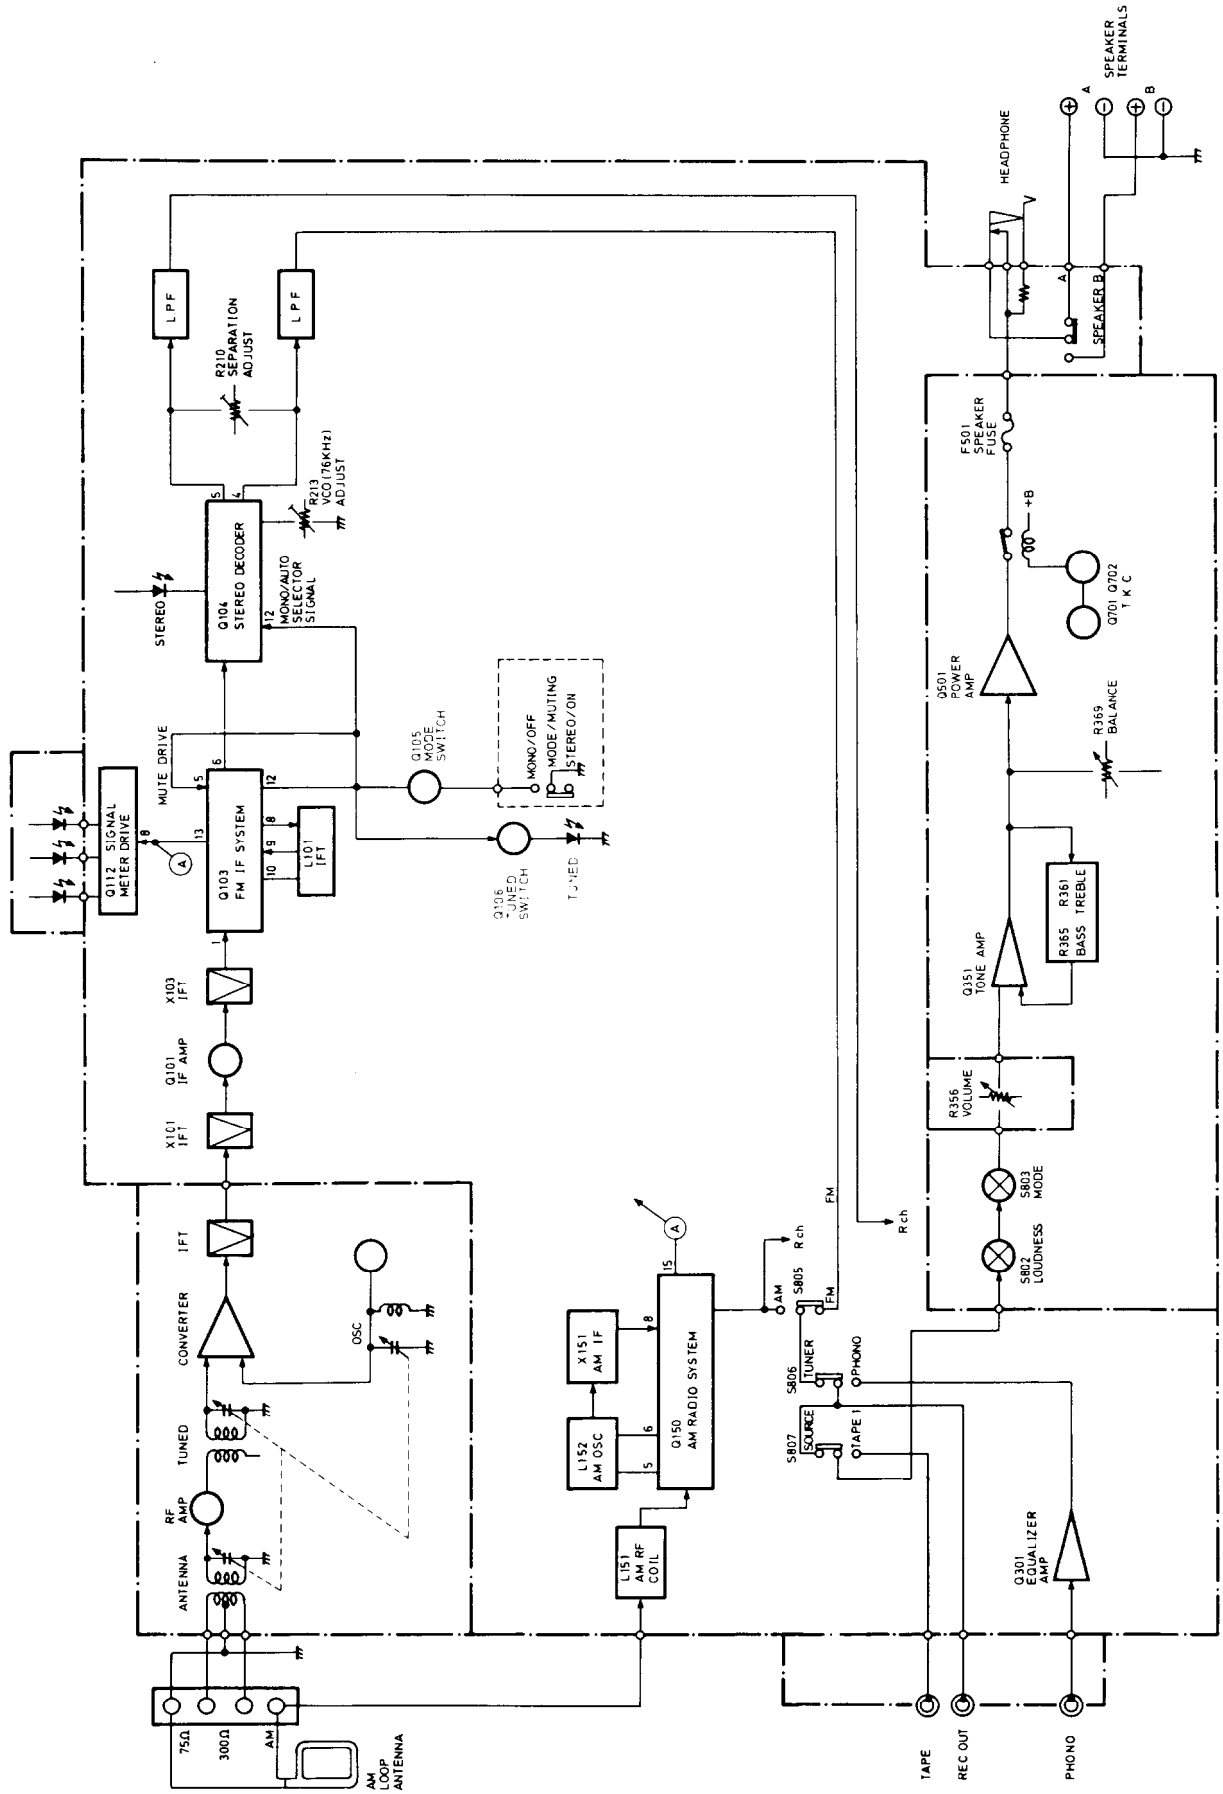 75Ω
300Ω
AM
AM
LOOP
ANTENNA
ANTENNA
RF
AMP
TUNED
CONVERTER
OSC
IFT
X101
IFT
Q101
IF AMP
X103
IFT
1
Q103
FM IF SYSTEM
13
5
6
12
8
9
10
L101
IFT
A
8
Q112 SIGNAL
METER DRIVE
MUTE DRIVE
Q106
TUNED
SWITCH
TUNED
Q105
MODE
SWITCH
MONO/OFF
MODE/MUTING
STEREO/ON
STEREO
Q104
STEREO DECODER
12
MONO/AUTO
SELECTOR
SIGNAL
5
4
R213
VCO(76KHz)
ADJUST
R210
SEPARATION
ADJUST
L.P.F
L.P.F
L151
AM RF
COIL
L152
AM OSC
X151
AM IF
5
6
8
15
Q150
AM RADIO SYSTEM
A
R ch
AM
S805
FM
FM
R ch
S806
TUNER
PHONO
S807
SOURCE
TAPE 1
Q301
EQUALIZER
AMP
TAPE
REC OUT
PHONO
S802
LOUDNESS
S803
MODE
R356
VOLUME
Q351
TONE AMP
R365 R361
BASS TREBLE
R369
BALANCE
Q501
POWER
AMP
Q701 Q702
T K C
+B
F501
SPEAKER
FUSE
HEADPHONE
A
SPEAKER B
A
B
SPEAKER
TERMINALS